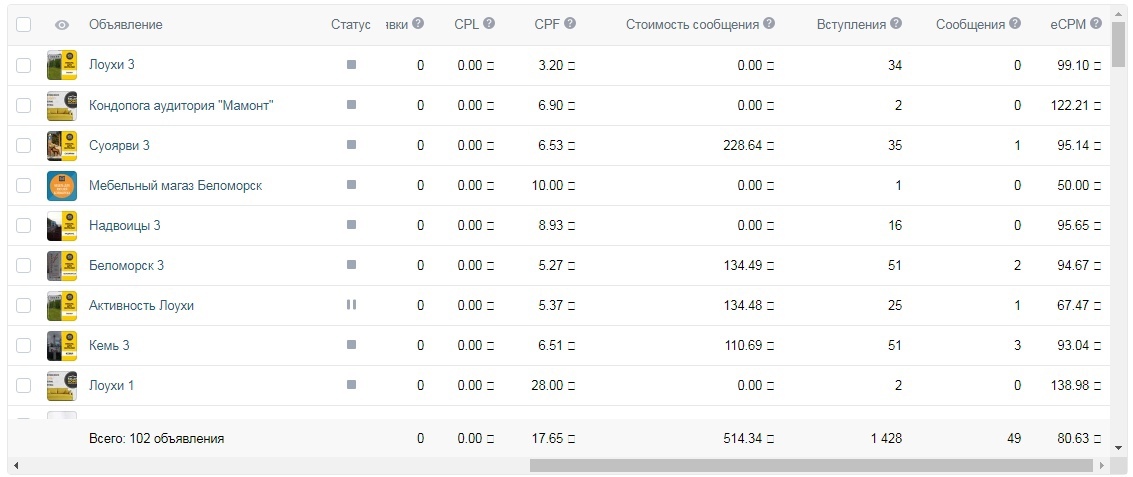 Объявление Статус ıвки ? CPL ? CPF ? Стоимость сообщения ? Вступления ? Сообщения ? eCPM ?
Лоухи 3 0 0.00 3.20 0.00 34 0 99.10
Кондопога аудитория "Мамонт" 0 0.00 6.90 0.00 2 0 122.21
Суоярви 3 0 0.00 6.53 228.64 35 1 95.14
Мебельный магаз Беломорск 0 0.00 10.00 0.00 1 0 50.00
Надвоицы 3 0 0.00 8.93 0.00 16 0 95.65
Беломорск 3 0 0.00 5.27 134.49 51 2 94.67
Активность Лоухи 0 0.00 5.37 134.48 25 1 67.47
Кемь 3 0 0.00 6.51 110.69 51 3 93.04
Лоухи 1 0 0.00 28.00 0.00 2 0 138.98
Всего: 102 объявления 0 0.00 17.65 514.34 1 428 49 80.63